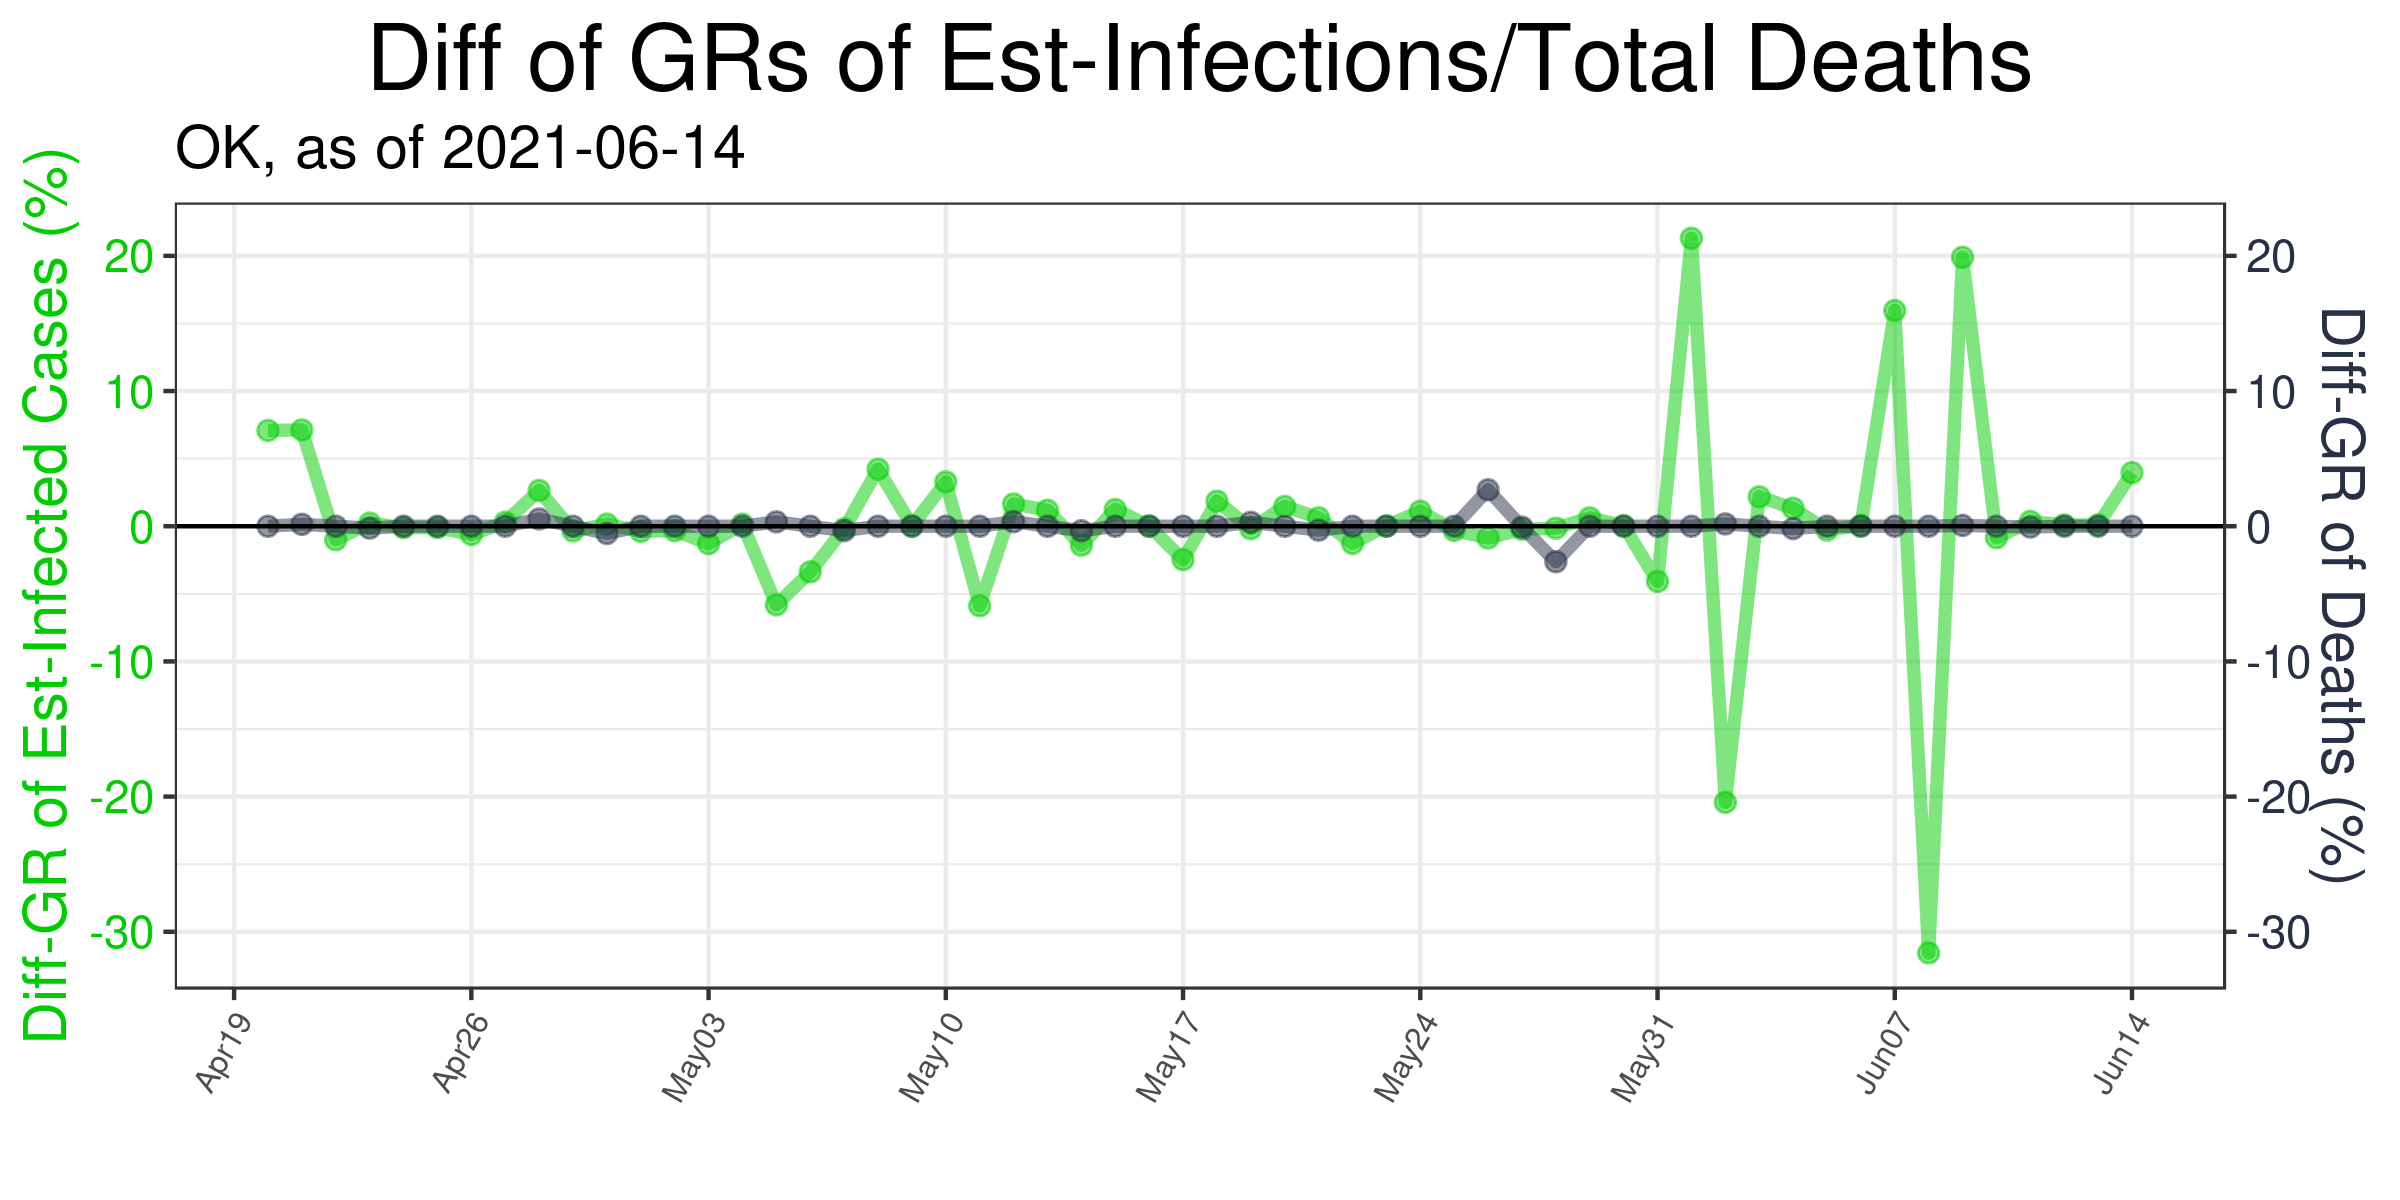 Diff of GRs of Est-Infections/Total Deaths
OK, as of 2021-06-14
Diff-GR of Est-Infected Cases (%)
20
10
0
-10
-20
-30
20
10
0
-10
-20
-30
Diff-GR of Deaths (%)
Apr19
Apr26
May03
May10
May17
May24
May31
Jun07
Jun14